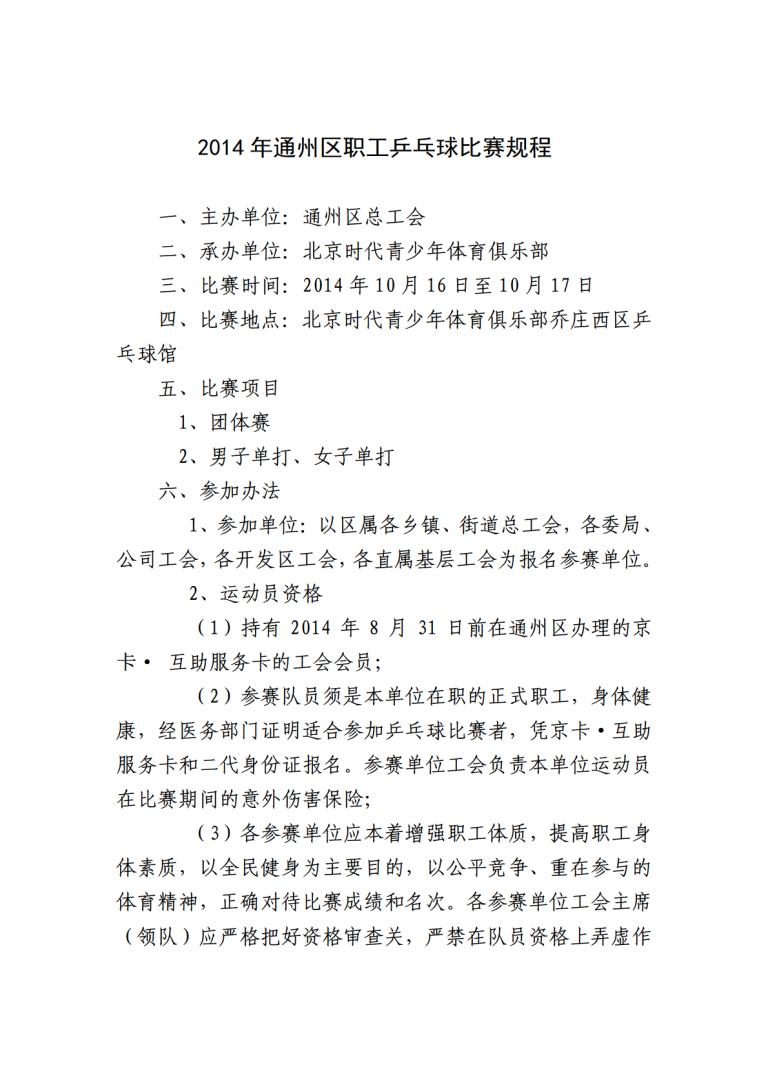 2014 年通州区职工乒乓球比赛规程
一、主办单位：通州区总工会
二、承办单位：北京时代青少年体育俱乐部
三、比赛时间：2014 年 10 月 16 日至 10 月 17 日
四、比赛地点：北京时代青少年体育俱乐部乔庄西区乒
乓球馆
五、比赛项目
1、团体赛
2、男子单打、女子单打
六、参加办法
1、参加单位：以区属各乡镇、街道总工会，各委局、
公司工会，各开发区工会，各直属基层工会为报名参赛单位。
2、运动员资格
（1）持有 2014 年 8 月 31 日前在通州区办理的京
卡· 互助服务卡的工会会员；
（2）参赛队员须是本单位在职的正式职工，身体健
康，经医务部门证明适合参加乒乓球比赛者，凭京卡·互助
服务卡和二代身份证报名。参赛单位工会负责本单位运动员
在比赛期间的意外伤害保险；
（3）各参赛单位应本着增强职工体质，提高职工身
体素质，以全民健身为主要目的，以公平竞争、重在参与的
体育精神，正确对待比赛成绩和名次。各参赛单位工会主席
（领队）应严格把好资格审查关，严禁在队员资格上弄虚作